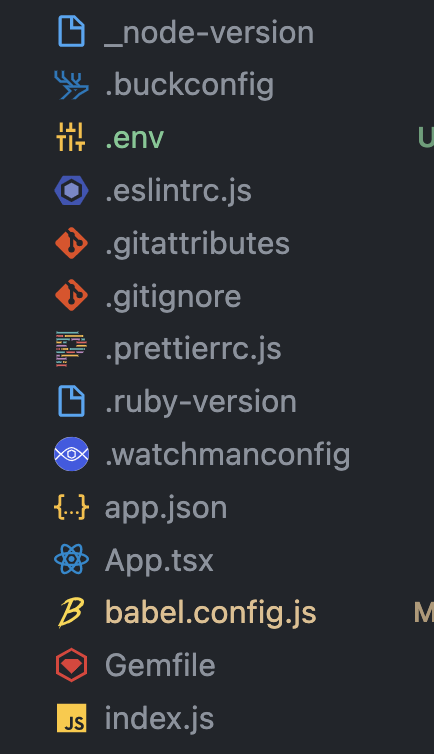 _node-version
.buckconfig
.env U
.eslintrc.js
.gitattributes
.gitignore
.prettierrc.js
.ruby-version
.watchmanconfig
{...} app.json
App.tsx
B babel.config.js M
Gemfile
JS index.js